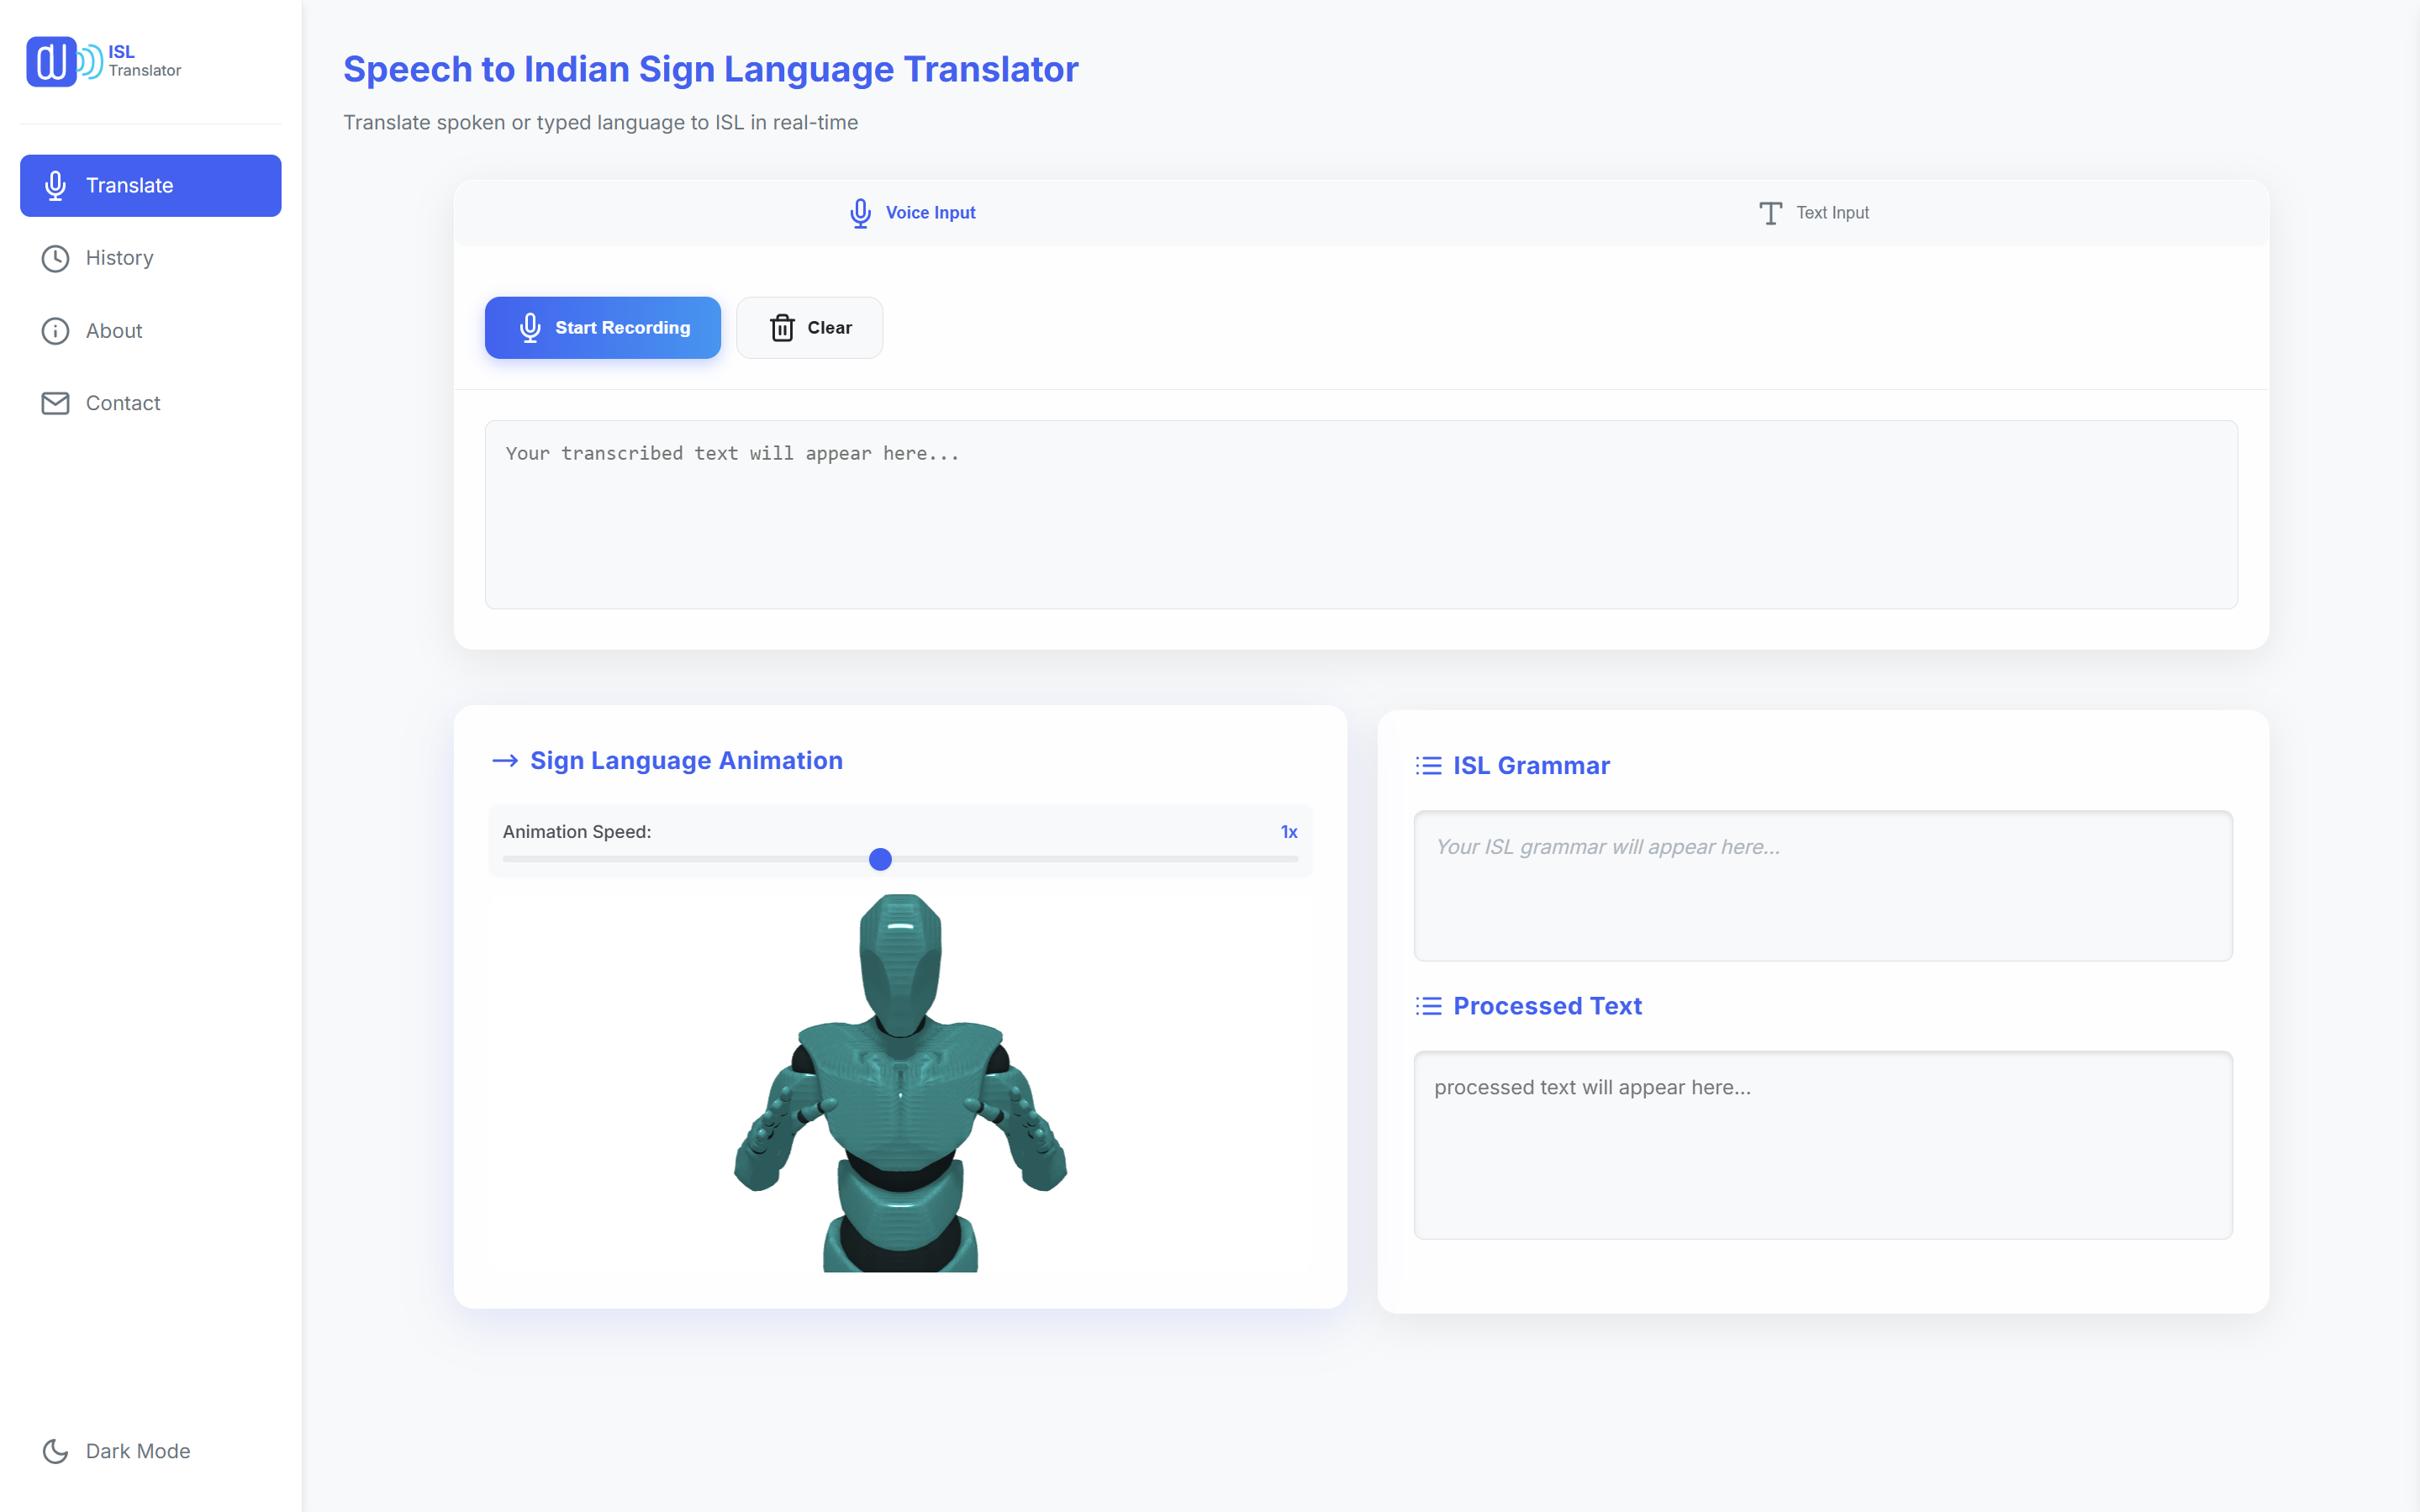 ISL
Translator
Translate
History
About
Contact
Dark Mode
Speech to Indian Sign Language Translator
Translate spoken or typed language to ISL in real-time
Voice Input
Text Input
Start Recording
Clear
Your transcribed text will appear here...
Sign Language Animation
Animation Speed:
1x
ISL Grammar
Your ISL grammar will appear here...
Processed Text
processed text will appear here...